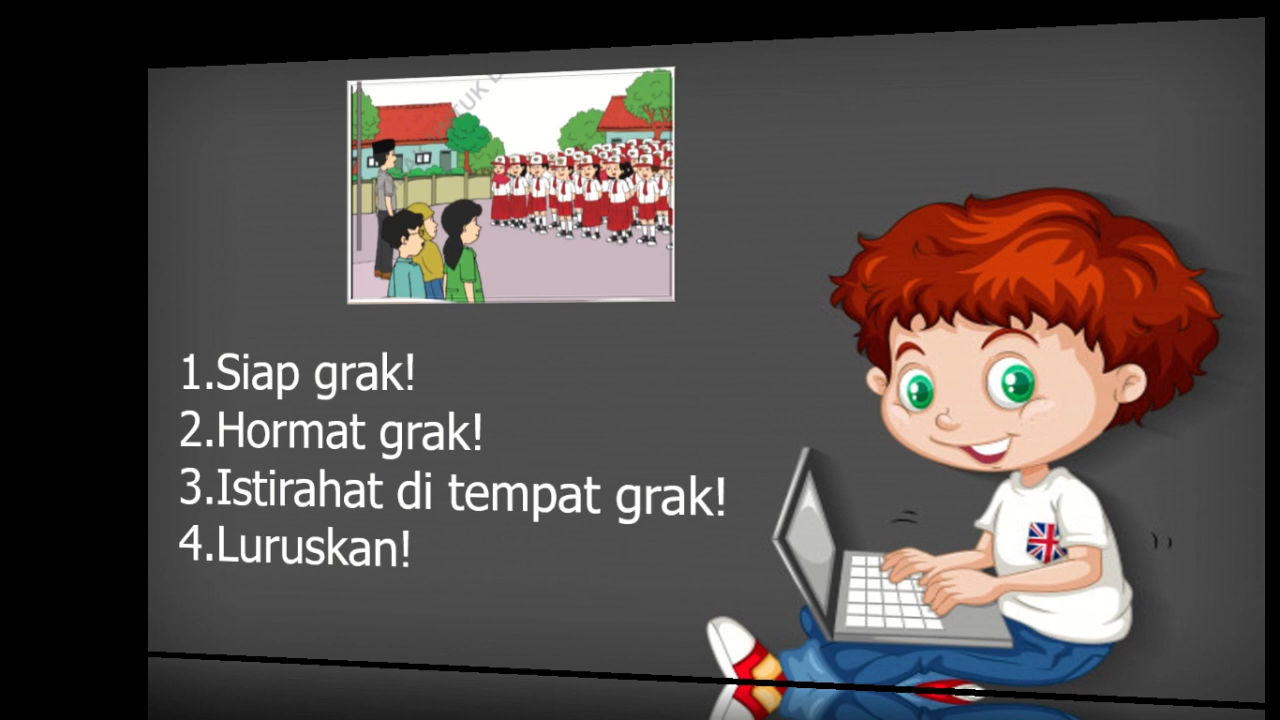 1.Siap grak!
2.Hormat grak!
3.Istirahat di tempat grak!
4.Luruskan!